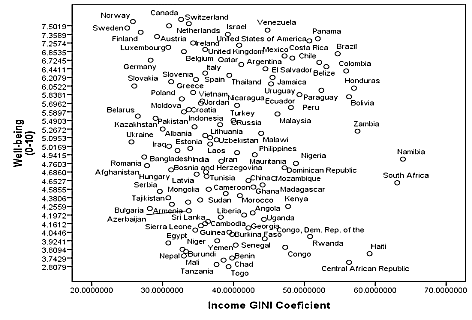 Canada
Norway Switzerland
7.5019 Sweden Netherlands Israel Venezuela
7.3589 Finland Austria United States of America Panama
7.2574 Luxembourg Ireland Mexico Costa Rica Brazil
6.8535 United Kingdom Chile
6.7245 Germany Belgium Qatar Argentina Belize Colombia
6.4411 Italy El Salvador
6.2079 Slovakia Slovenia Spain Thailand Jamaica Honduras
6.0522 Greece Uruguay
5.8381 Poland Vietnam Nicaragua Paraguay Bolivia
5.6962 Moldova Jordan Ecuador Peru
5.5997 Belarus Croatia Turkey Malaysia
5.4903 Pakistan Indonesia Russia Zambia
5.2625 Kazakhstan Albania Lithuania
5.0953 Ukraine Estonia Uzbekistan Malawi
5.0169 Iraq Laos Philippines Namibia
4.9415 Bangladesh India Iran Nigeria
4.7603 Romania Bosnia and Herzegovina Mauritania Dominican Republic
4.6860 Afghanistan Hungary Tunisia China Mozambique South Africa
4.6287 Latvia
4.5855 Serbia Mongolia Cameroon Ghana Madagascar
4.3806 Tajikistan Sudan Morocco Kenya
4.2559 Bulgaria Armenia Liberia Angola
4.1972 Azerbaijan Sri Lanka Uganda
4.1612 Sierra Leone Cambodia Georgia Congo, Dem. Rep. of the
4.0446 Guinea Burkina Faso
3.9241 Egypt Niger Senegal Rwanda Haiti
3.7429 Nepal Burundi Yemen Benin Congo
2.8079 Mali Chad Central African Republic
Tanzania Togo
20.0000000 30.0000000 40.0000000 50.0000000 60.0000000 70.0000000
Income GINI Coeficient
Well-being
(0-10)